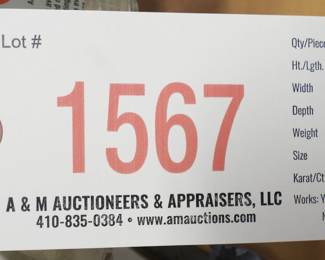 Lot #
1567
A & M AUCTIONEERS & APPRAISERS, LLC
410-835-0384 • www.amauctions.com
Qty/Piece
Ht./Lgth.
Width
Depth
Weight
Size
Karat/Ct
Works: Y